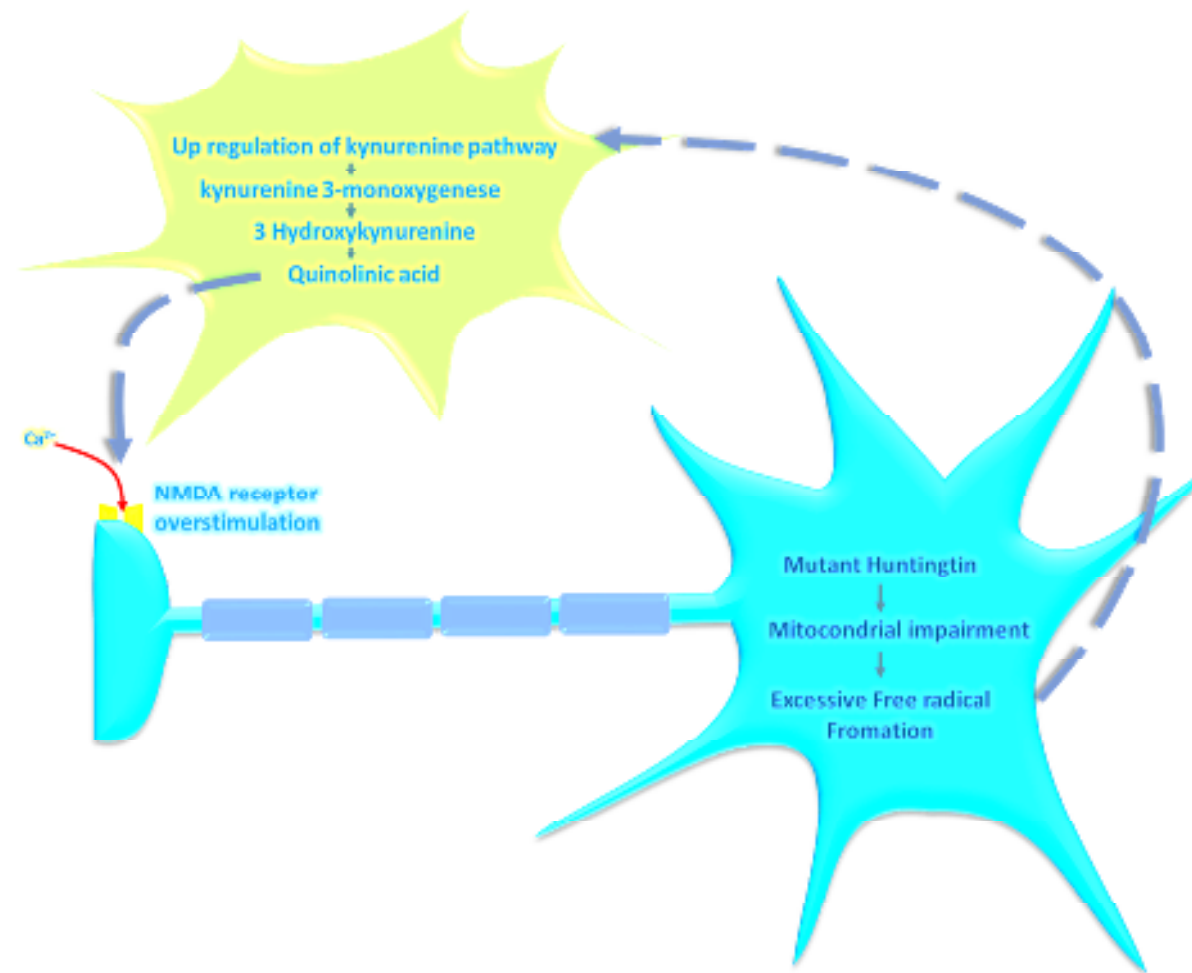 Up regulation of kynurenine pathway
kynurenine 3-monoxygenese
3 Hydroxykynurenine
Quinolinic acid
Ca²⁺
NMDA receptor
overstimulation
Mutant Huntingtin
Mitocondrial impairment
Excessive Free radical
Fromation